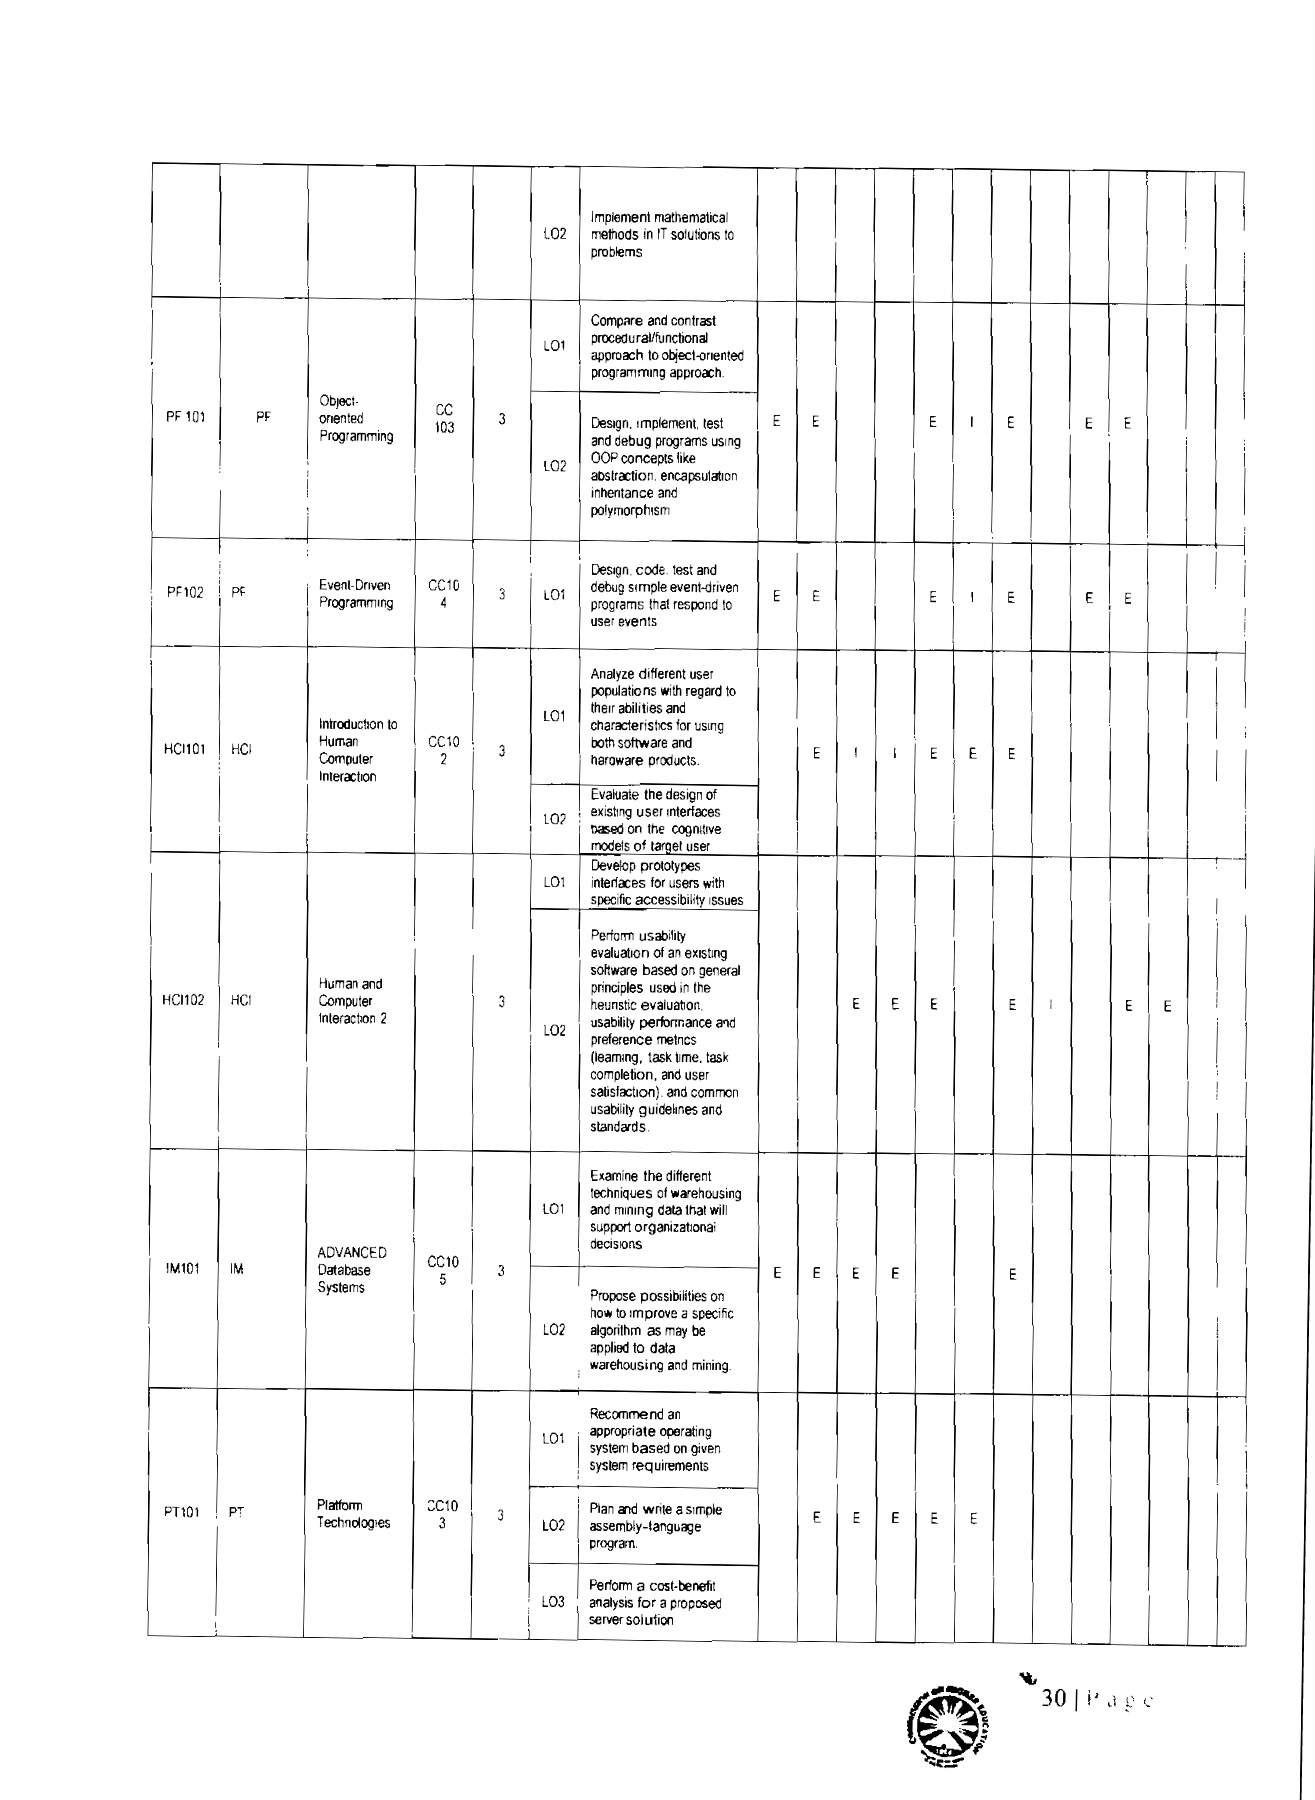 LO2
Implement mathematical
methods in IT solutions to
problems
PF 101
PF
Object-
oriented
Programming
CC
103
3
LO1
Compare and contrast
procedural/functional
approach to object-oriented
programming approach.
LO2
Design, implement, test
and debug programs using
OOP concepts like
abstraction, encapsulation
inheritance and
polymorphism
E E E I E E E
PF102
PF
Event-Driven
Programming
CC10
4
3
LO1
Design, code, test and
debug simple event-driven
programs that respond to
user events
E E E I E E E
HCI101
HCI
Introduction to
Human
Computer
Interaction
CC10
2
3
LO1
Analyze different user
populations with regard to
their abilities and
characteristics for using
both software and
hardware products.
LO2
Evaluate the design of
existing user interfaces
based on the cognitive
models of target user
E I I E E E
HCI102
HCI
Human and
Computer
Interaction 2
3
LO1
Develop prototypes
interfaces for users with
specific accessibility issues
LO2
Perform usability
evaluation of an existing
software based on general
principles used in the
heuristic evaluation,
usability performance and
preference metrics
(learning, task time, task
completion, and user
satisfaction), and common
usability guidelines and
standards.
E E E E I E E
IM101
IM
ADVANCED
Database
Systems
CC10
5
3
LO1
Examine the different
techniques of warehousing
and mining data that will
support organizational
decisions
LO2
Propose possibilities on
how to improve a specific
algorithm as may be
applied to data
warehousing and mining.
E E E E E
PT101
PT
Platform
Technologies
CC10
3
3
LO1
Recommend an
appropriate operating
system based on given
system requirements
LO2
Plan and write a simple
assembly-language
program.
LO3
Perform a cost-benefit
analysis for a proposed
server solution
E E E E E
30 | Page
EDUCATION